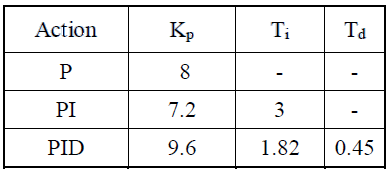 Action Kp Ti Td
P 8 - -
PI 7.2 3 -
PID 9.6 1.82 0.45